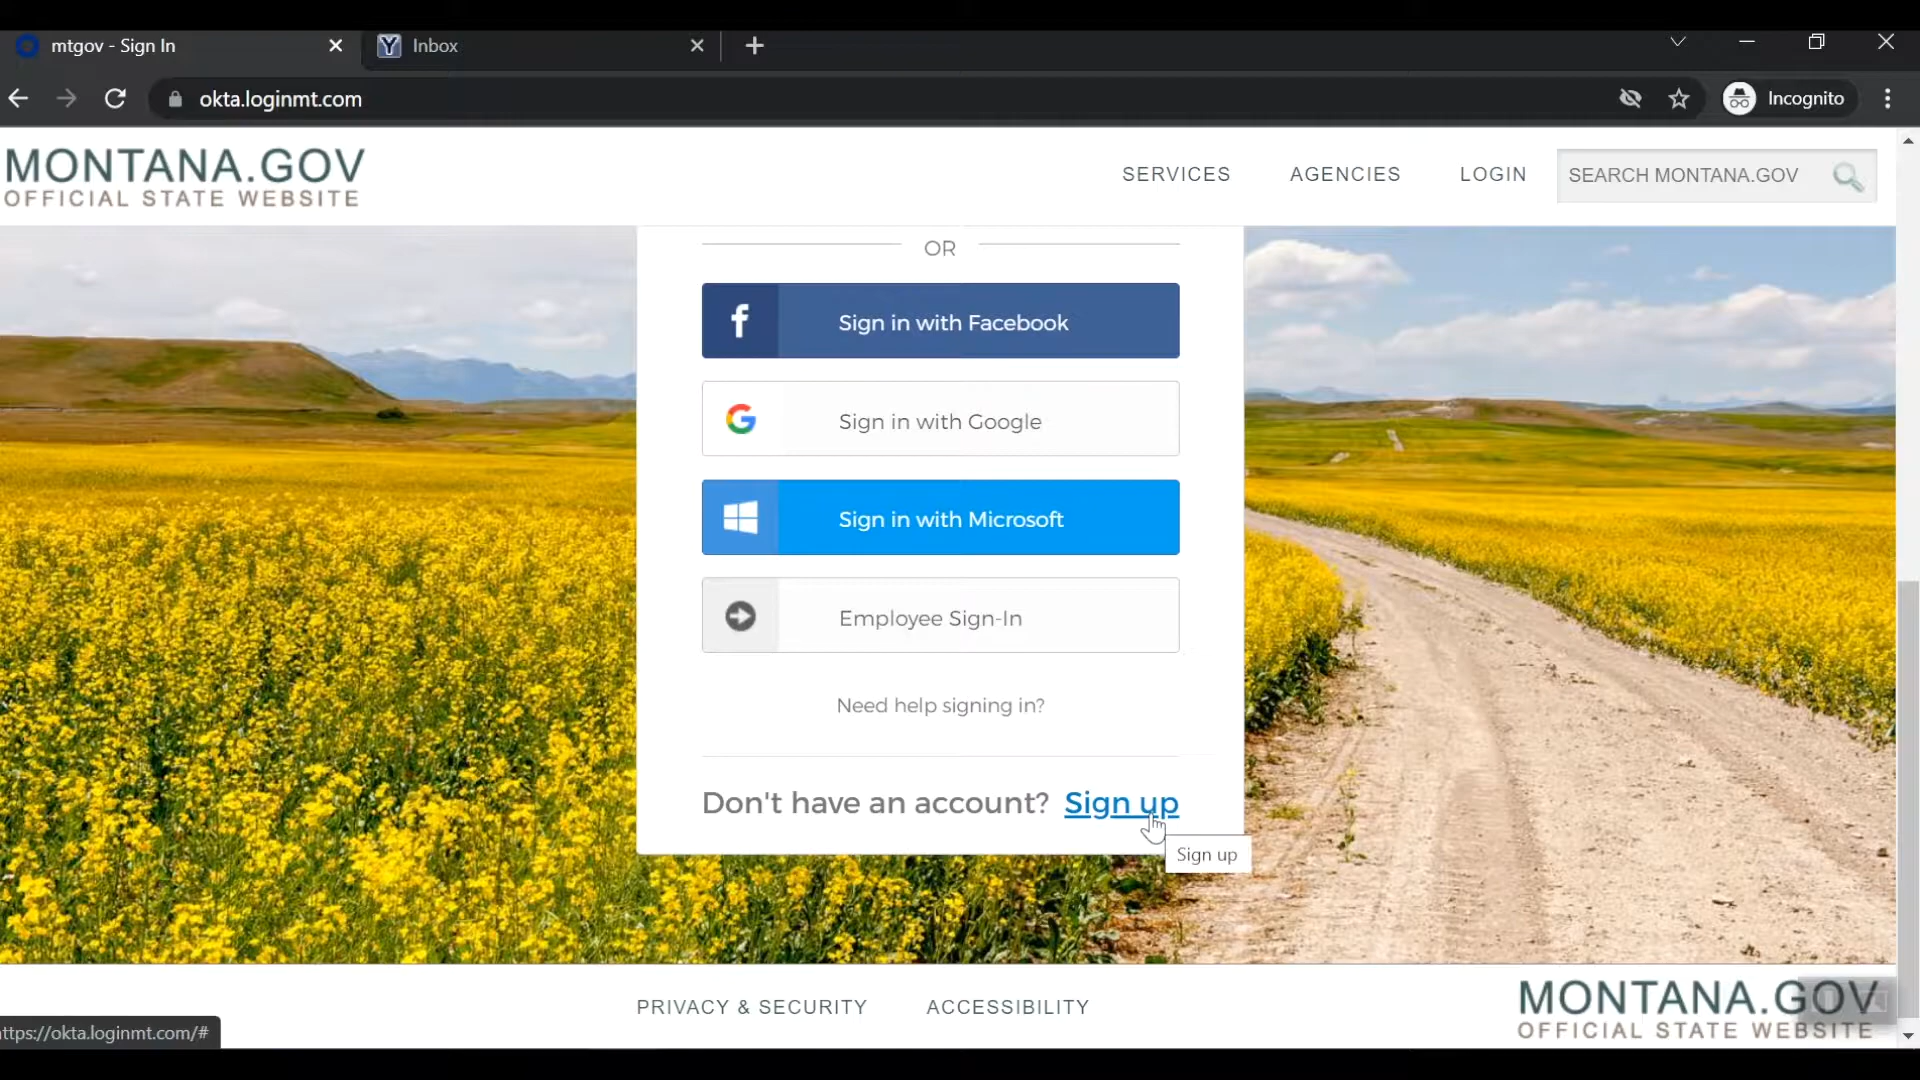 mtgov - Sign In
Inbox
okta.loginmt.com
Incognito
MONTANA.GOV
OFFICIAL STATE WEBSITE
SERVICES
AGENCIES
LOGIN
SEARCH MONTANA.GOV
OR
Sign in with Facebook
Sign in with Google
Sign in with Microsoft
Employee Sign-In
Need help signing in?
Don't have an account? Sign up
Sign up
PRIVACY & SECURITY
ACCESSIBILITY
MONTANA.GOV
OFFICIAL STATE WEBSITE
ttps://okta.loginmt.com/#